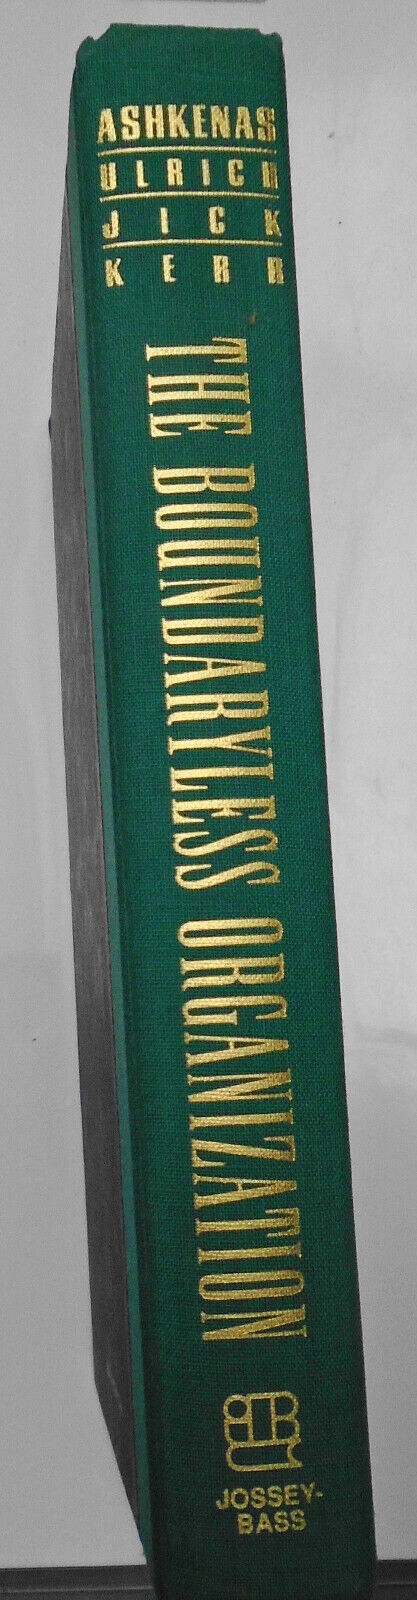 ASHKENAS
ULRICH
JICK
KERR
THE BOUNDARYLESS ORGANIZATION
JOSSEY-
BASS